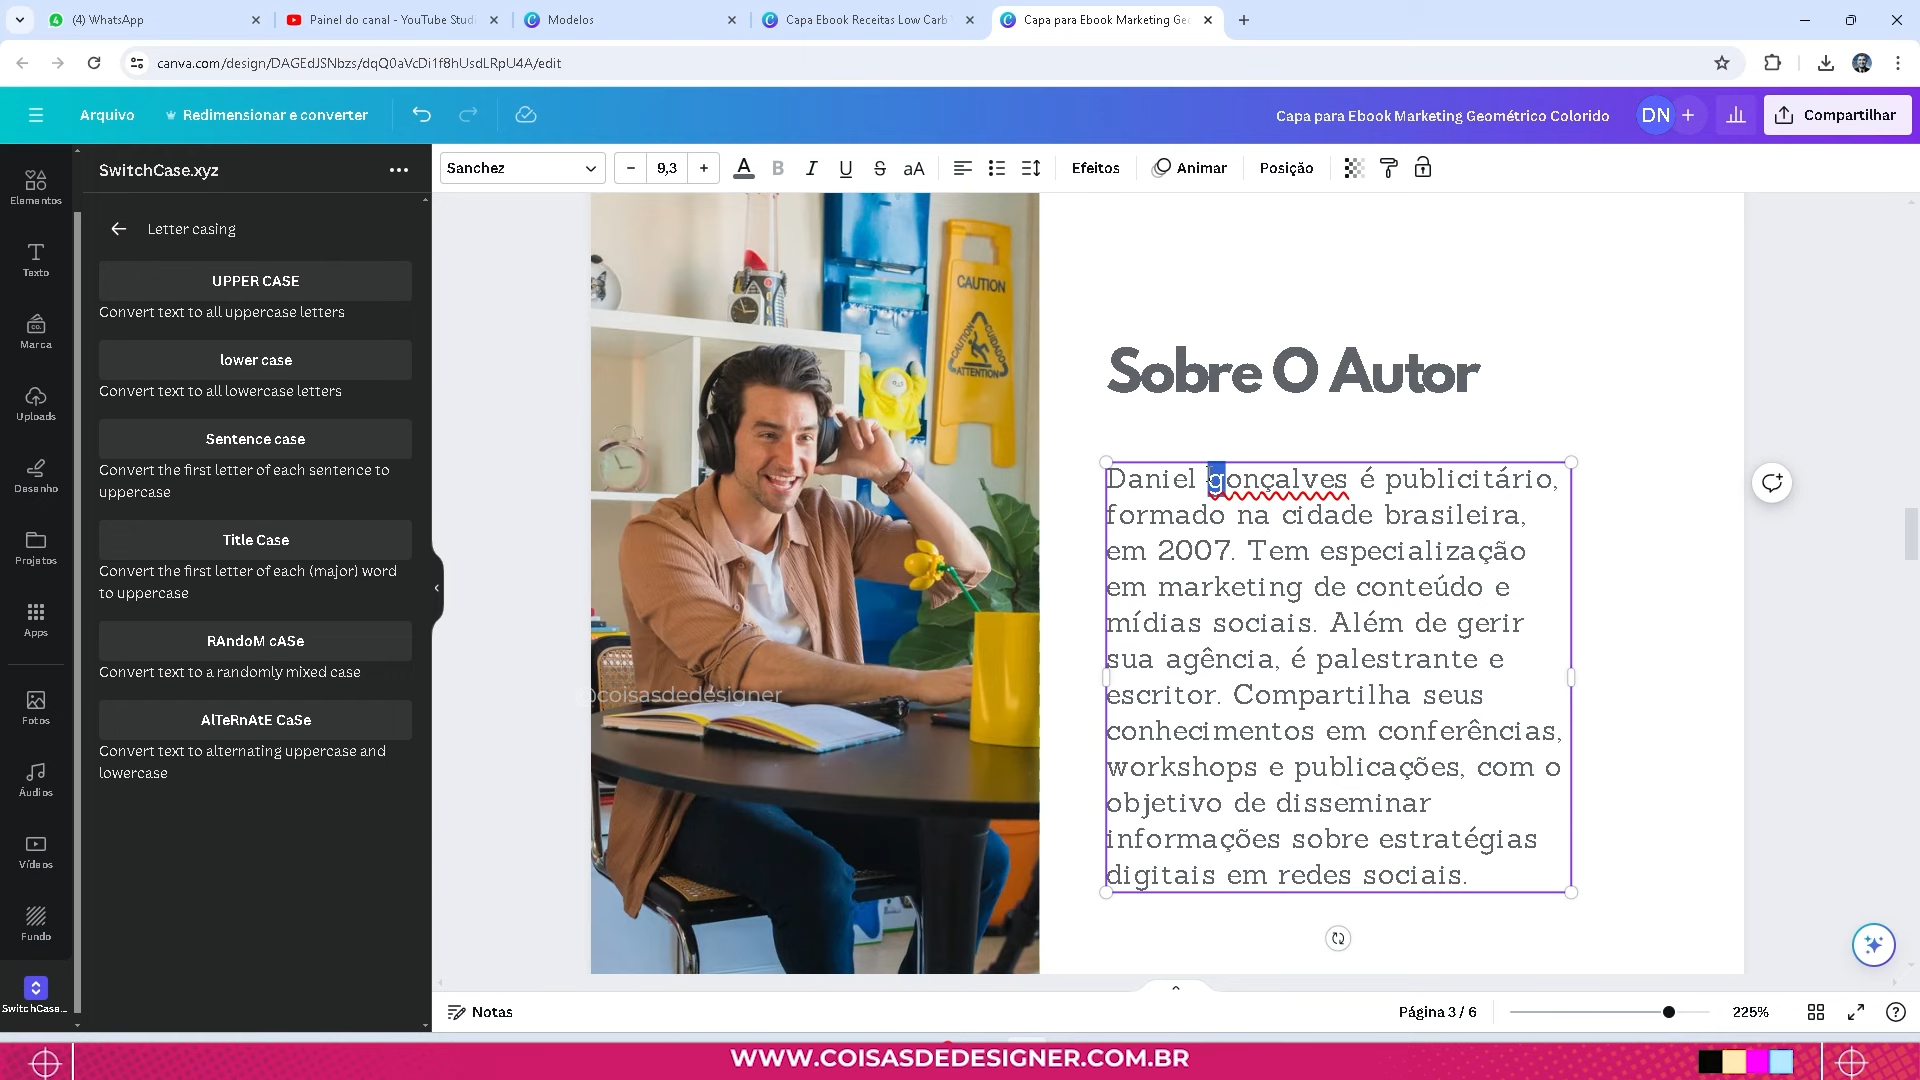 (4) WhatsApp
Painel do canal - YouTube Stud
Modelos
Capa Ebook Receitas Low Carb
Capa para Ebook Marketing Ge
canva.com/design/DAGEdJSNbzs/dqQ0aVcDi1f8hUsdLRpU4A/edit
Arquivo
Redimensionar e converter
Capa para Ebook Marketing Geométrico Colorido
DN
Compartilhar
SwitchCase.xyz
Sanchez
9,3
A
B
I
U
S
aA
Efeitos
Animar
Posição
Elementos
Texto
Marca
Uploads
Desenho
Projetos
Apps
Fotos
Áudios
Vídeos
Fundo
SwitchCase...
Letter casing
UPPER CASE
Convert text to all uppercase letters
lower case
Convert text to all lowercase letters
Sentence case
Convert the first letter of each sentence to
uppercase
Title Case
Convert the first letter of each (major) word
to uppercase
RAndoM cASe
Convert text to a randomly mixed case
AlTeRnAtE CaSe
Convert text to alternating uppercase and
lowercase
CAUTION
CAUTION
CUIDADO
ATTENTION
@coisasdedesigner
Sobre O Autor
Daniel gonçalves é publicitário,
formado na cidade brasileira,
em 2007. Tem especialização
em marketing de conteúdo e
mídias sociais. Além de gerir
sua agência, é palestrante e
escritor. Compartilha seus
conhecimentos em conferências,
workshops e publicações, com o
objetivo de disseminar
informações sobre estratégias
digitais em redes sociais.
Notas
Página 3 / 6
225%
WWW.COISASDEDESIGNER.COM.BR